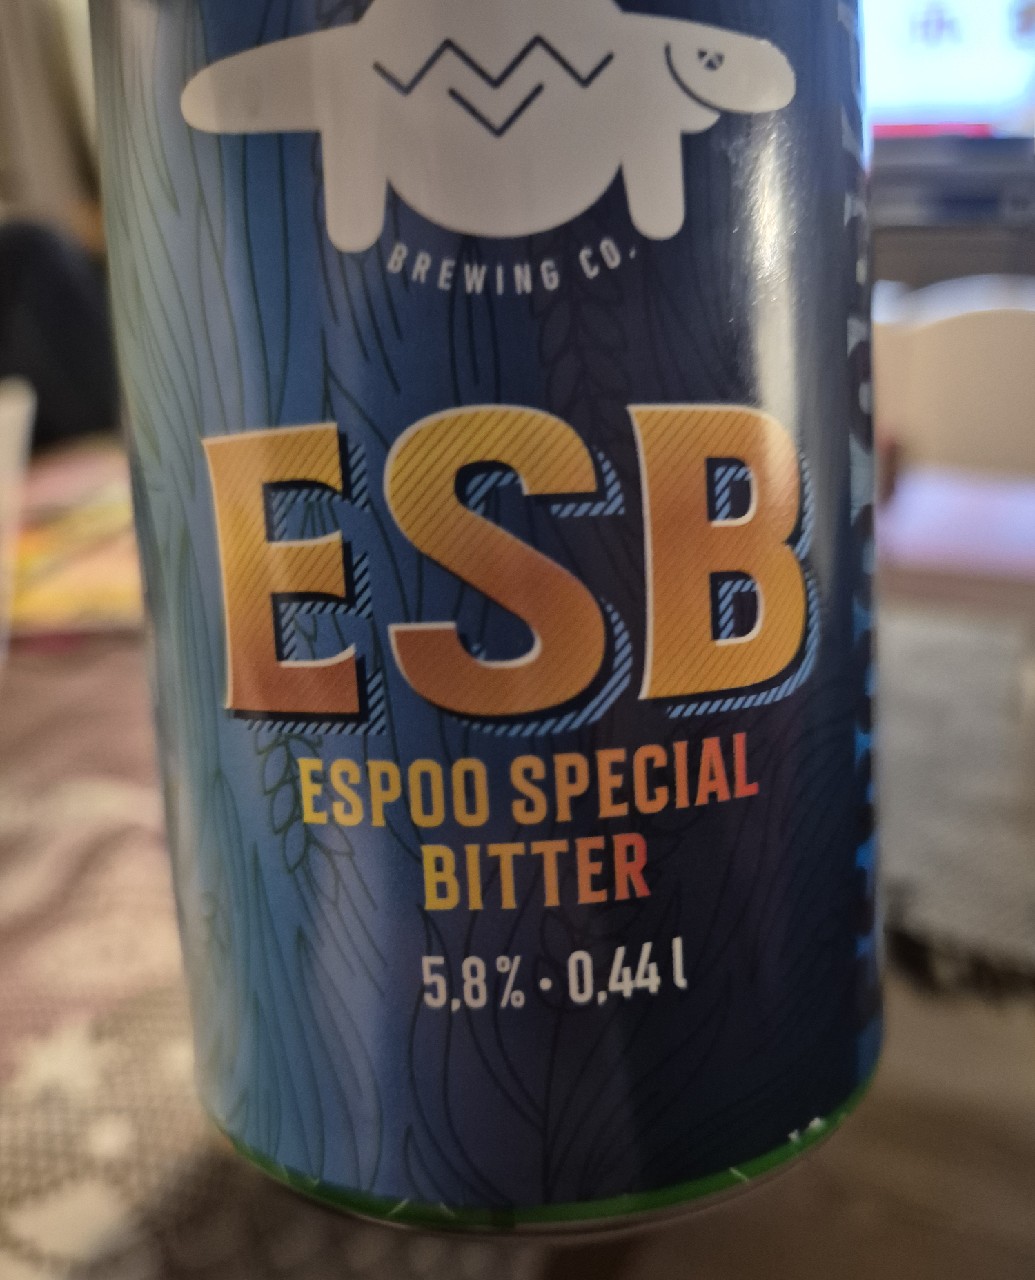 BREWING CO.
ESB
ESPOO SPECIAL
BITTER
5,8% · 0,44 l